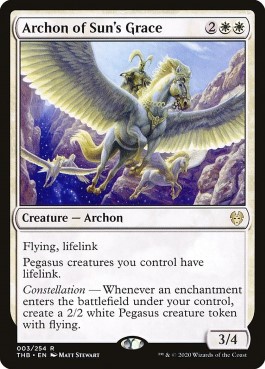 Archon of Sun's Grace 2
Creature — Archon
Flying, lifelink
Pegasus creatures you control have
lifelink.
Constellation — Whenever an enchantment
enters the battlefield under your control,
create a 2/2 white Pegasus creature token
with flying.
3/4
003/254 R
THB • EN Matt Stewart
™ & © 2020 Wizards of the Coast